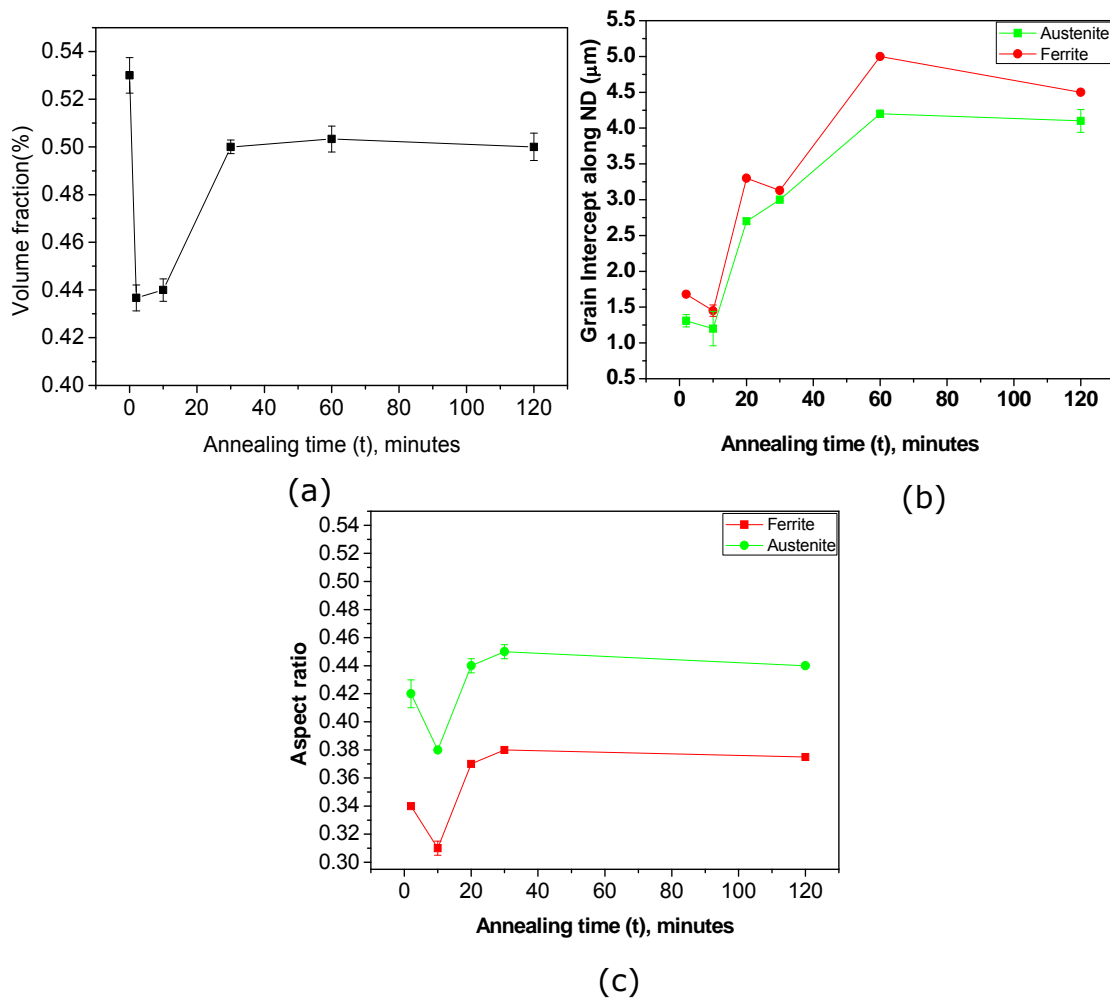 0.54
0.52
0.50
0.48
0.46
0.44
0.42
0.40
Volume fraction(%)
0 20 40 60 80 100 120
Annealing time (t), minutes
(a)
5.5
5.0
4.5
4.0
3.5
3.0
2.5
2.0
1.5
1.0
0.5
Grain Intercept along ND (μm)
Austenite
Ferrite
0 20 40 60 80 100 120
Annealing time (t), minutes
(b)
0.54
0.52
0.50
0.48
0.46
0.44
0.42
0.40
0.38
0.36
0.34
0.32
0.30
Aspect ratio
Ferrite
Austenite
0 20 40 60 80 100 120
Annealing time (t), minutes
(c)